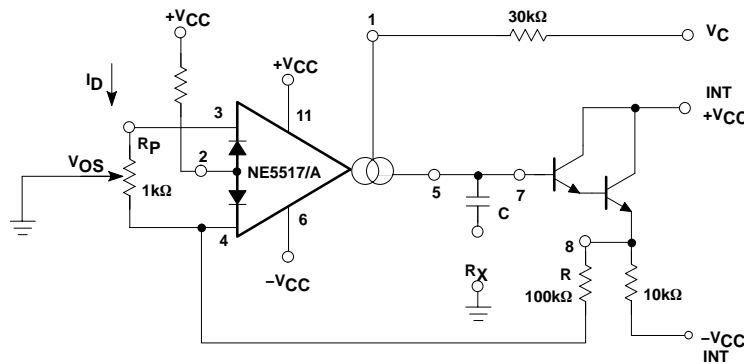 +VCC
1
30kΩ
VC
ID
+VCC
INT
+VCC
3
11
RP
VOS
2
NE5517/A
1kΩ
5
7
C
4
6
8
−VCC
RX
R
100kΩ
10kΩ
−VCC
INT